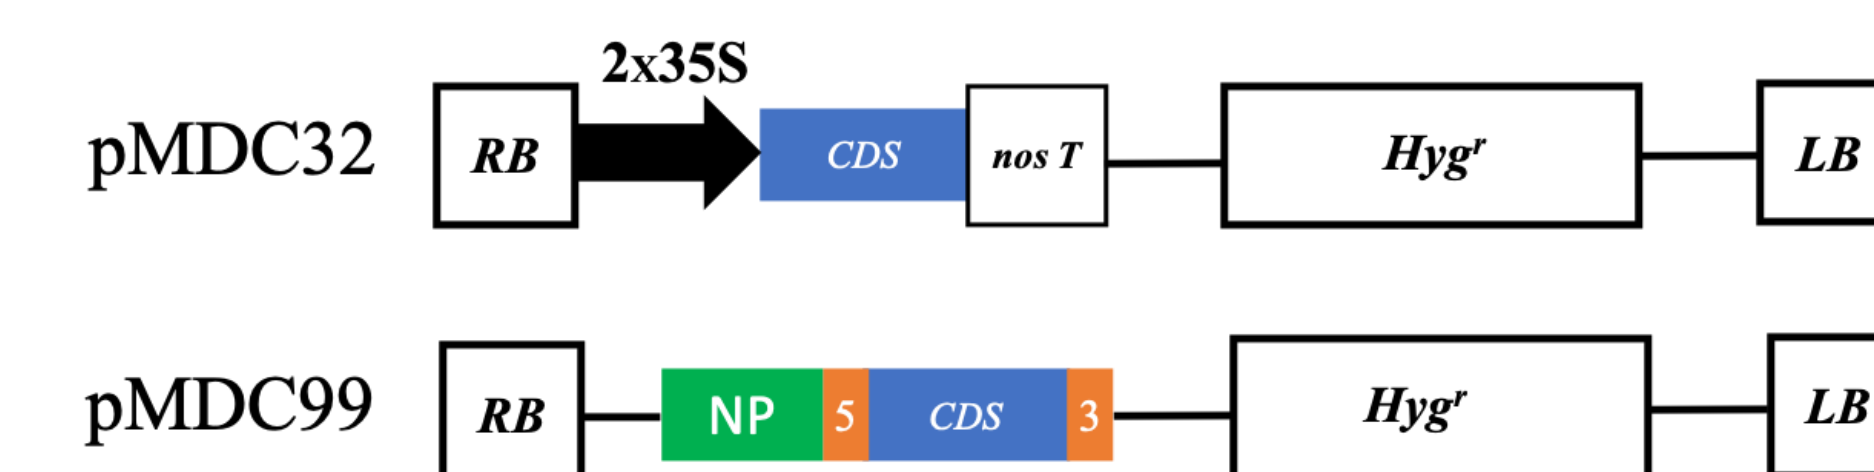 2x35S
pMDC32 RB CDS nos T Hygʳ LB
pMDC99 RB NP 5 CDS 3 Hygʳ LB